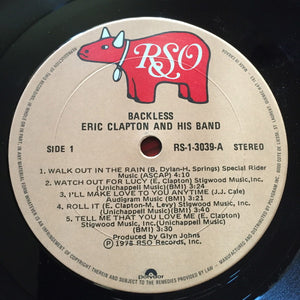 RSO
BACKLESS
ERIC CLAPTON AND HIS BAND
SIDE 1
RS-1-3039-A STEREO
1. WALK OUT IN THE RAIN (B. Dylan-H. Springs) Special Rider
Music (ASCAP) 4:10
2. WATCH OUT FOR LUCY (E. Clapton) Stigwood Music, Inc.
(Unichappell Music)(BMI) 3:24
3. I'LL MAKE LOVE TO YOU ANYTIME (J.J. Cale)
Audigram Music (BMI) 3:21
4. ROLL IT (E. Clapton-M. Levy) Stigwood Music, Inc.
(Unichappell Music)(BMI) 3:40
5. TELL ME THAT YOU LOVE ME (E. Clapton)
Stigwood Music, Inc. (Unichappell
Music)(BMI) 3:27
Produced by Glyn Johns
℗ 1978 RSO Records, Inc.
polydor